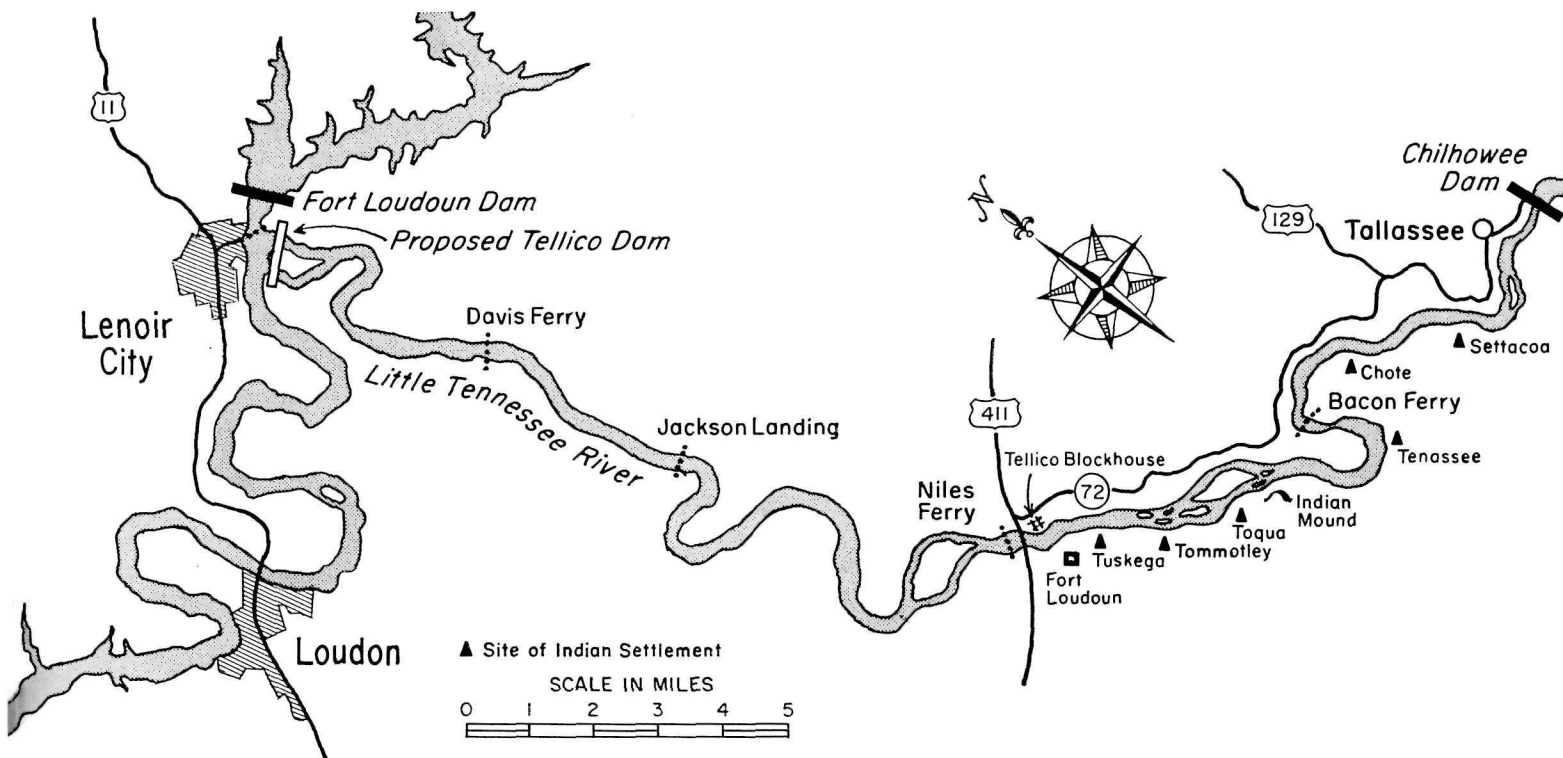 11
Fort Loudoun Dam
Proposed Tellico Dam
Lenoir
City
Davis Ferry
Little Tennessee River
Jackson Landing
Loudon
N
Chilhowee
Dam
129
Tallassee
Settacoa
Chote
Bacon Ferry
Tenassee
411
Tellico Blockhouse
72
Niles
Ferry
Indian
Mound
Toqua
Tommotley
Tuskega
Fort
Loudoun
Site of Indian Settlement
SCALE IN MILES
0 1 2 3 4 5